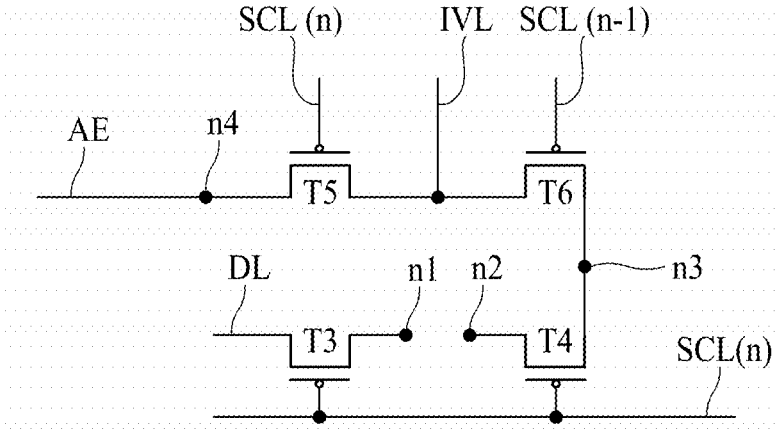 SCL (n) IVL SCL (n-1)
AE n4
T5 T6
DL n1 n2 n3
T3 T4
SCL(n)